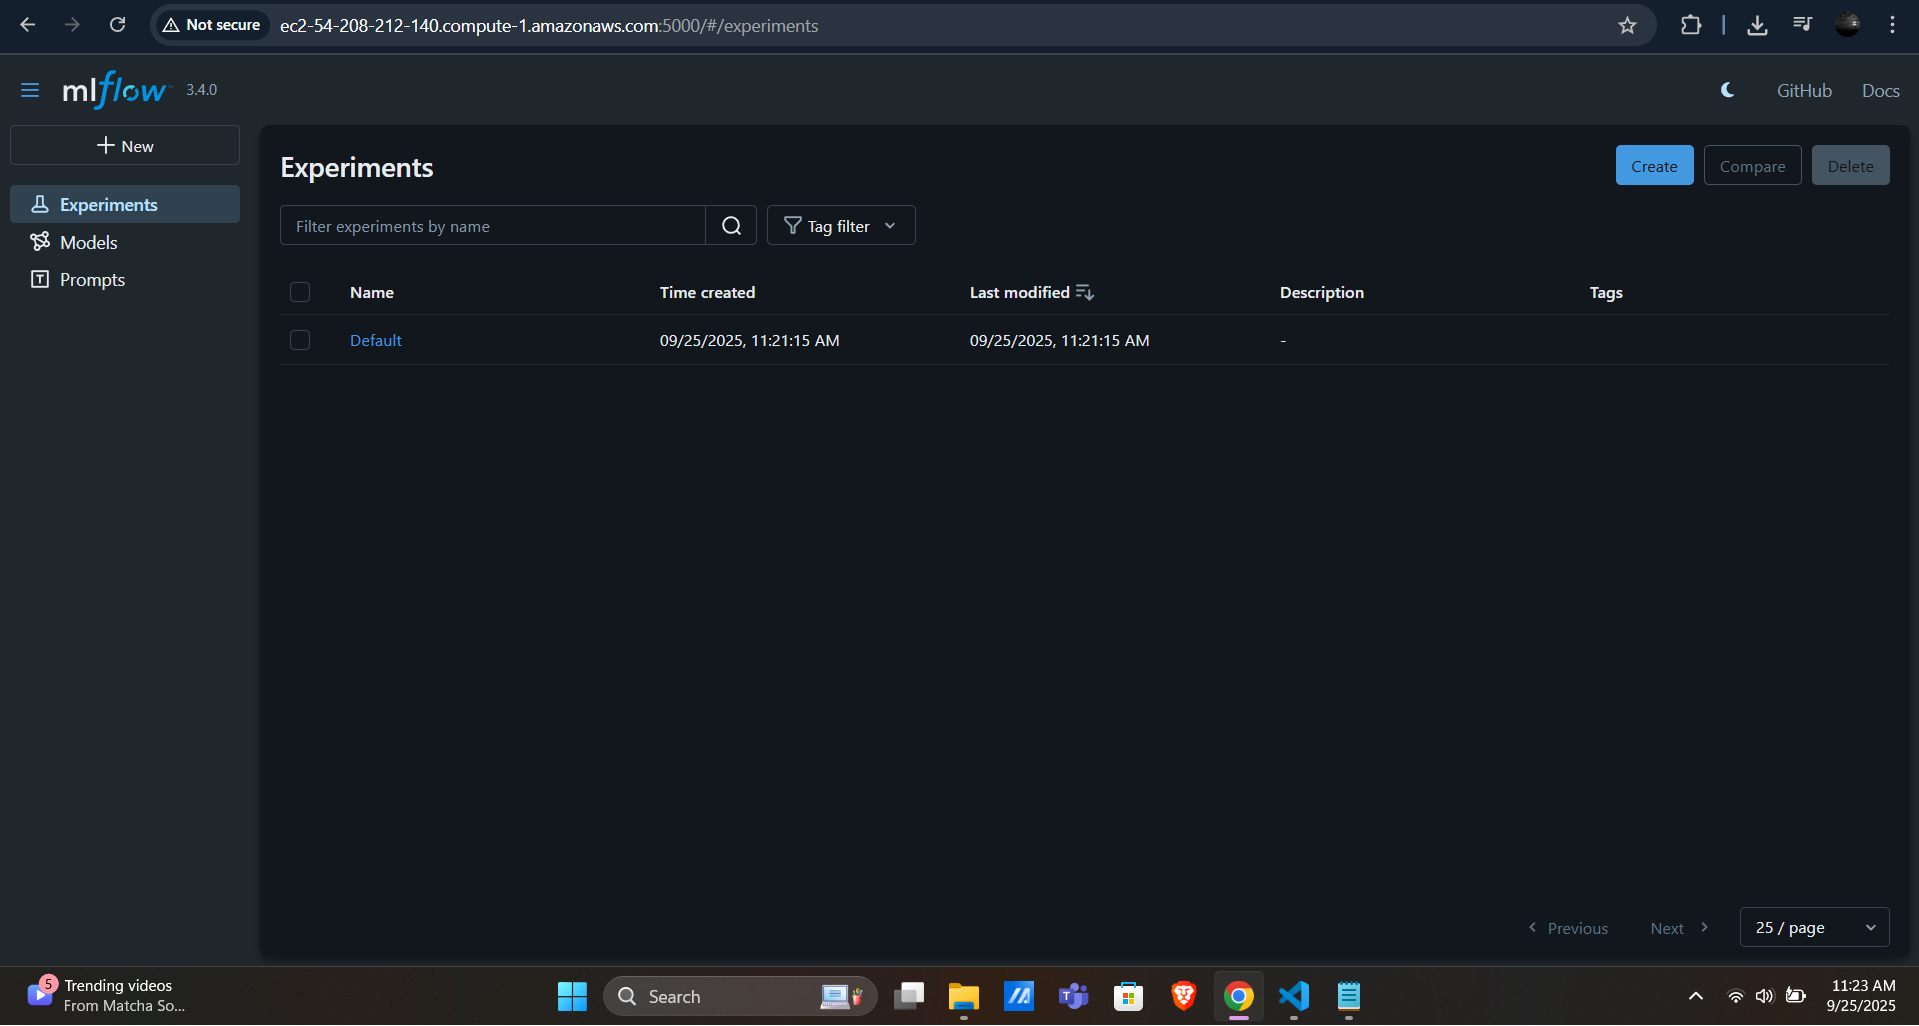 Not secure ec2-54-208-212-140.compute-1.amazonaws.com:5000/#/experiments
mlflow 3.4.0 GitHub Docs
New
Experiments
Models
Prompts
Experiments Create Compare Delete
Filter experiments by name Tag filter
Name Time created Last modified Description Tags
Default 09/25/2025, 11:21:15 AM 09/25/2025, 11:21:15 AM -
Previous Next 25 / page
5 Trending videos
From Matcha So...
Search
11:23 AM
9/25/2025